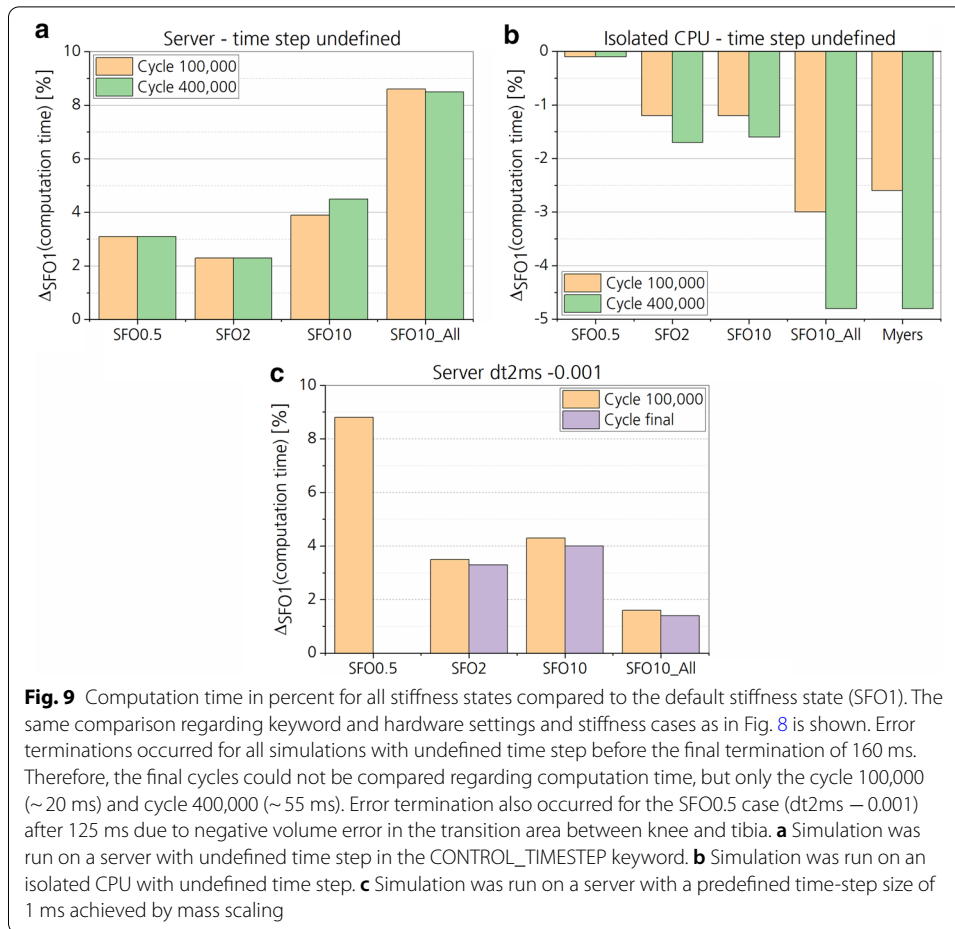 a
Server - time step undefined
ΔSFO1(computation time) [%]
10
8
6
4
2
0
Cycle 100,000
Cycle 400,000
SFO0.5 SFO2 SFO10 SFO10_All
b
Isolated CPU - time step undefined
ΔSFO1(computation time) [%]
0
-1
-2
-3
-4
-5
Cycle 100,000
Cycle 400,000
SFO0.5 SFO2 SFO10 SFO10_All Myers
c
Server dt2ms -0.001
ΔSFO1(computation time) [%]
10
8
6
4
2
0
Cycle 100,000
Cycle final
SFO0.5 SFO2 SFO10 SFO10_All
Fig. 9 Computation time in percent for all stiffness states compared to the default stiffness state (SFO1). The
same comparison regarding keyword and hardware settings and stiffness cases as in Fig. 8 is shown. Error
terminations occurred for all simulations with undefined time step before the final termination of 160 ms.
Therefore, the final cycles could not be compared regarding computation time, but only the cycle 100,000
(~ 20 ms) and cycle 400,000 (~ 55 ms). Error termination also occurred for the SFO0.5 case (dt2ms − 0.001)
after 125 ms due to negative volume error in the transition area between knee and tibia. a Simulation was
run on a server with undefined time step in the CONTROL_TIMESTEP keyword. b Simulation was run on an
isolated CPU with undefined time step. c Simulation was run on a server with a predefined time-step size of
1 ms achieved by mass scaling